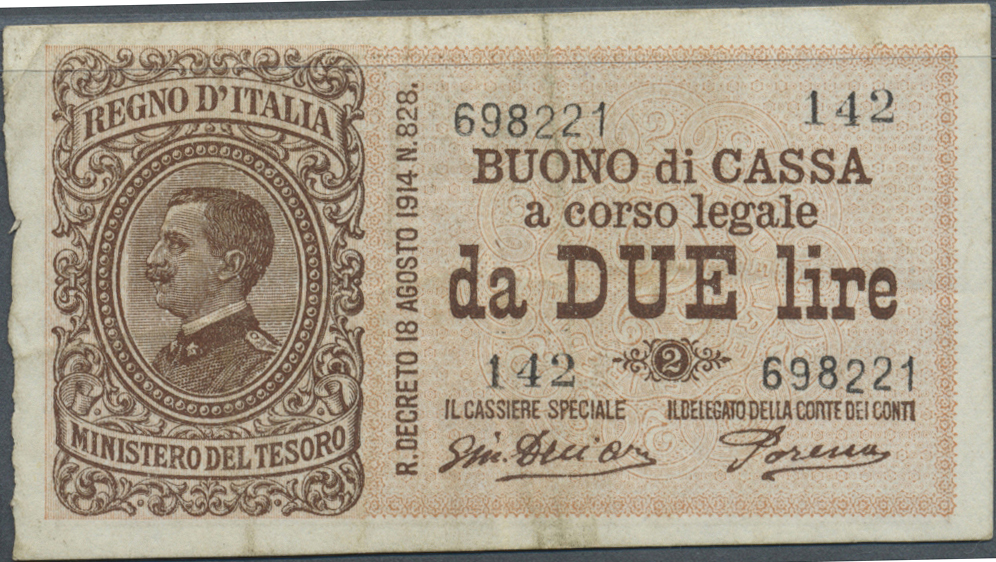 REGNO D'ITALIA
MINISTERO DEL TESORO
R. DECRETO 18 AGOSTO 1914 N. 828.
698221 142
BUONO di CASSA
a corso legale
da DUE lire
142 2 698221
IL CASSIERE SPECIALE IL DELEGATO DELLA CORTE DEI CONTI
Porena